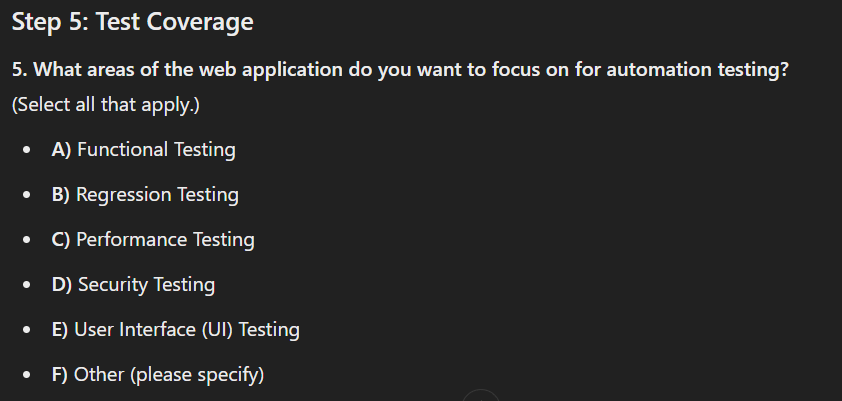 Step 5: Test Coverage
5. What areas of the web application do you want to focus on for automation testing?
(Select all that apply.)
• A) Functional Testing
• B) Regression Testing
• C) Performance Testing
• D) Security Testing
• E) User Interface (UI) Testing
• F) Other (please specify)